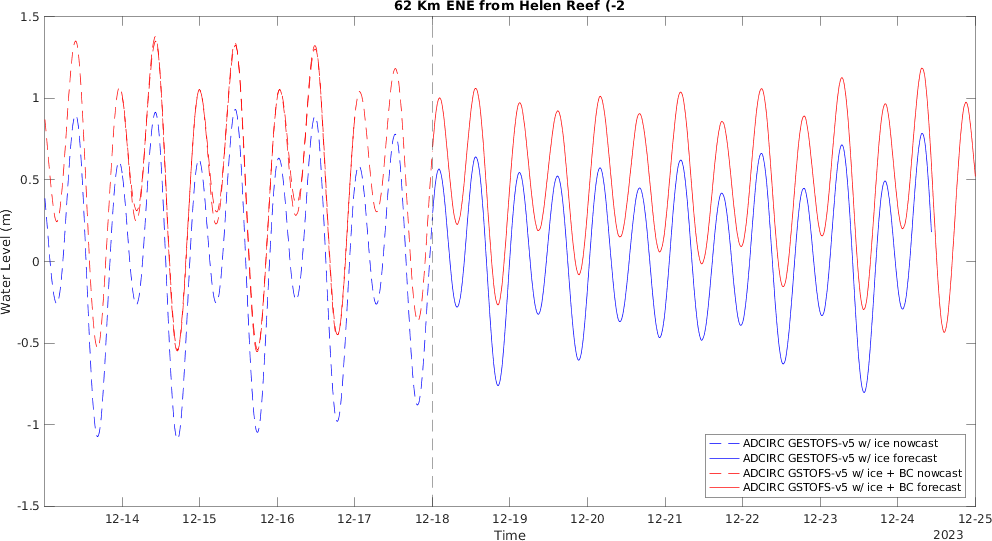 62 Km ENE from Helen Reef (-2
1.5
1
0.5
0
-0.5
-1
-1.5
Water Level (m)
12-14 12-15 12-16 12-17 12-18 12-19 12-20 12-21 12-22 12-23 12-24 12-25
Time
2023
ADCIRC GESTOFS-v5 w/ ice nowcast
ADCIRC GESTOFS-v5 w/ ice forecast
ADCIRC GSTOFS-v5 w/ ice + BC nowcast
ADCIRC GSTOFS-v5 w/ ice + BC forecast